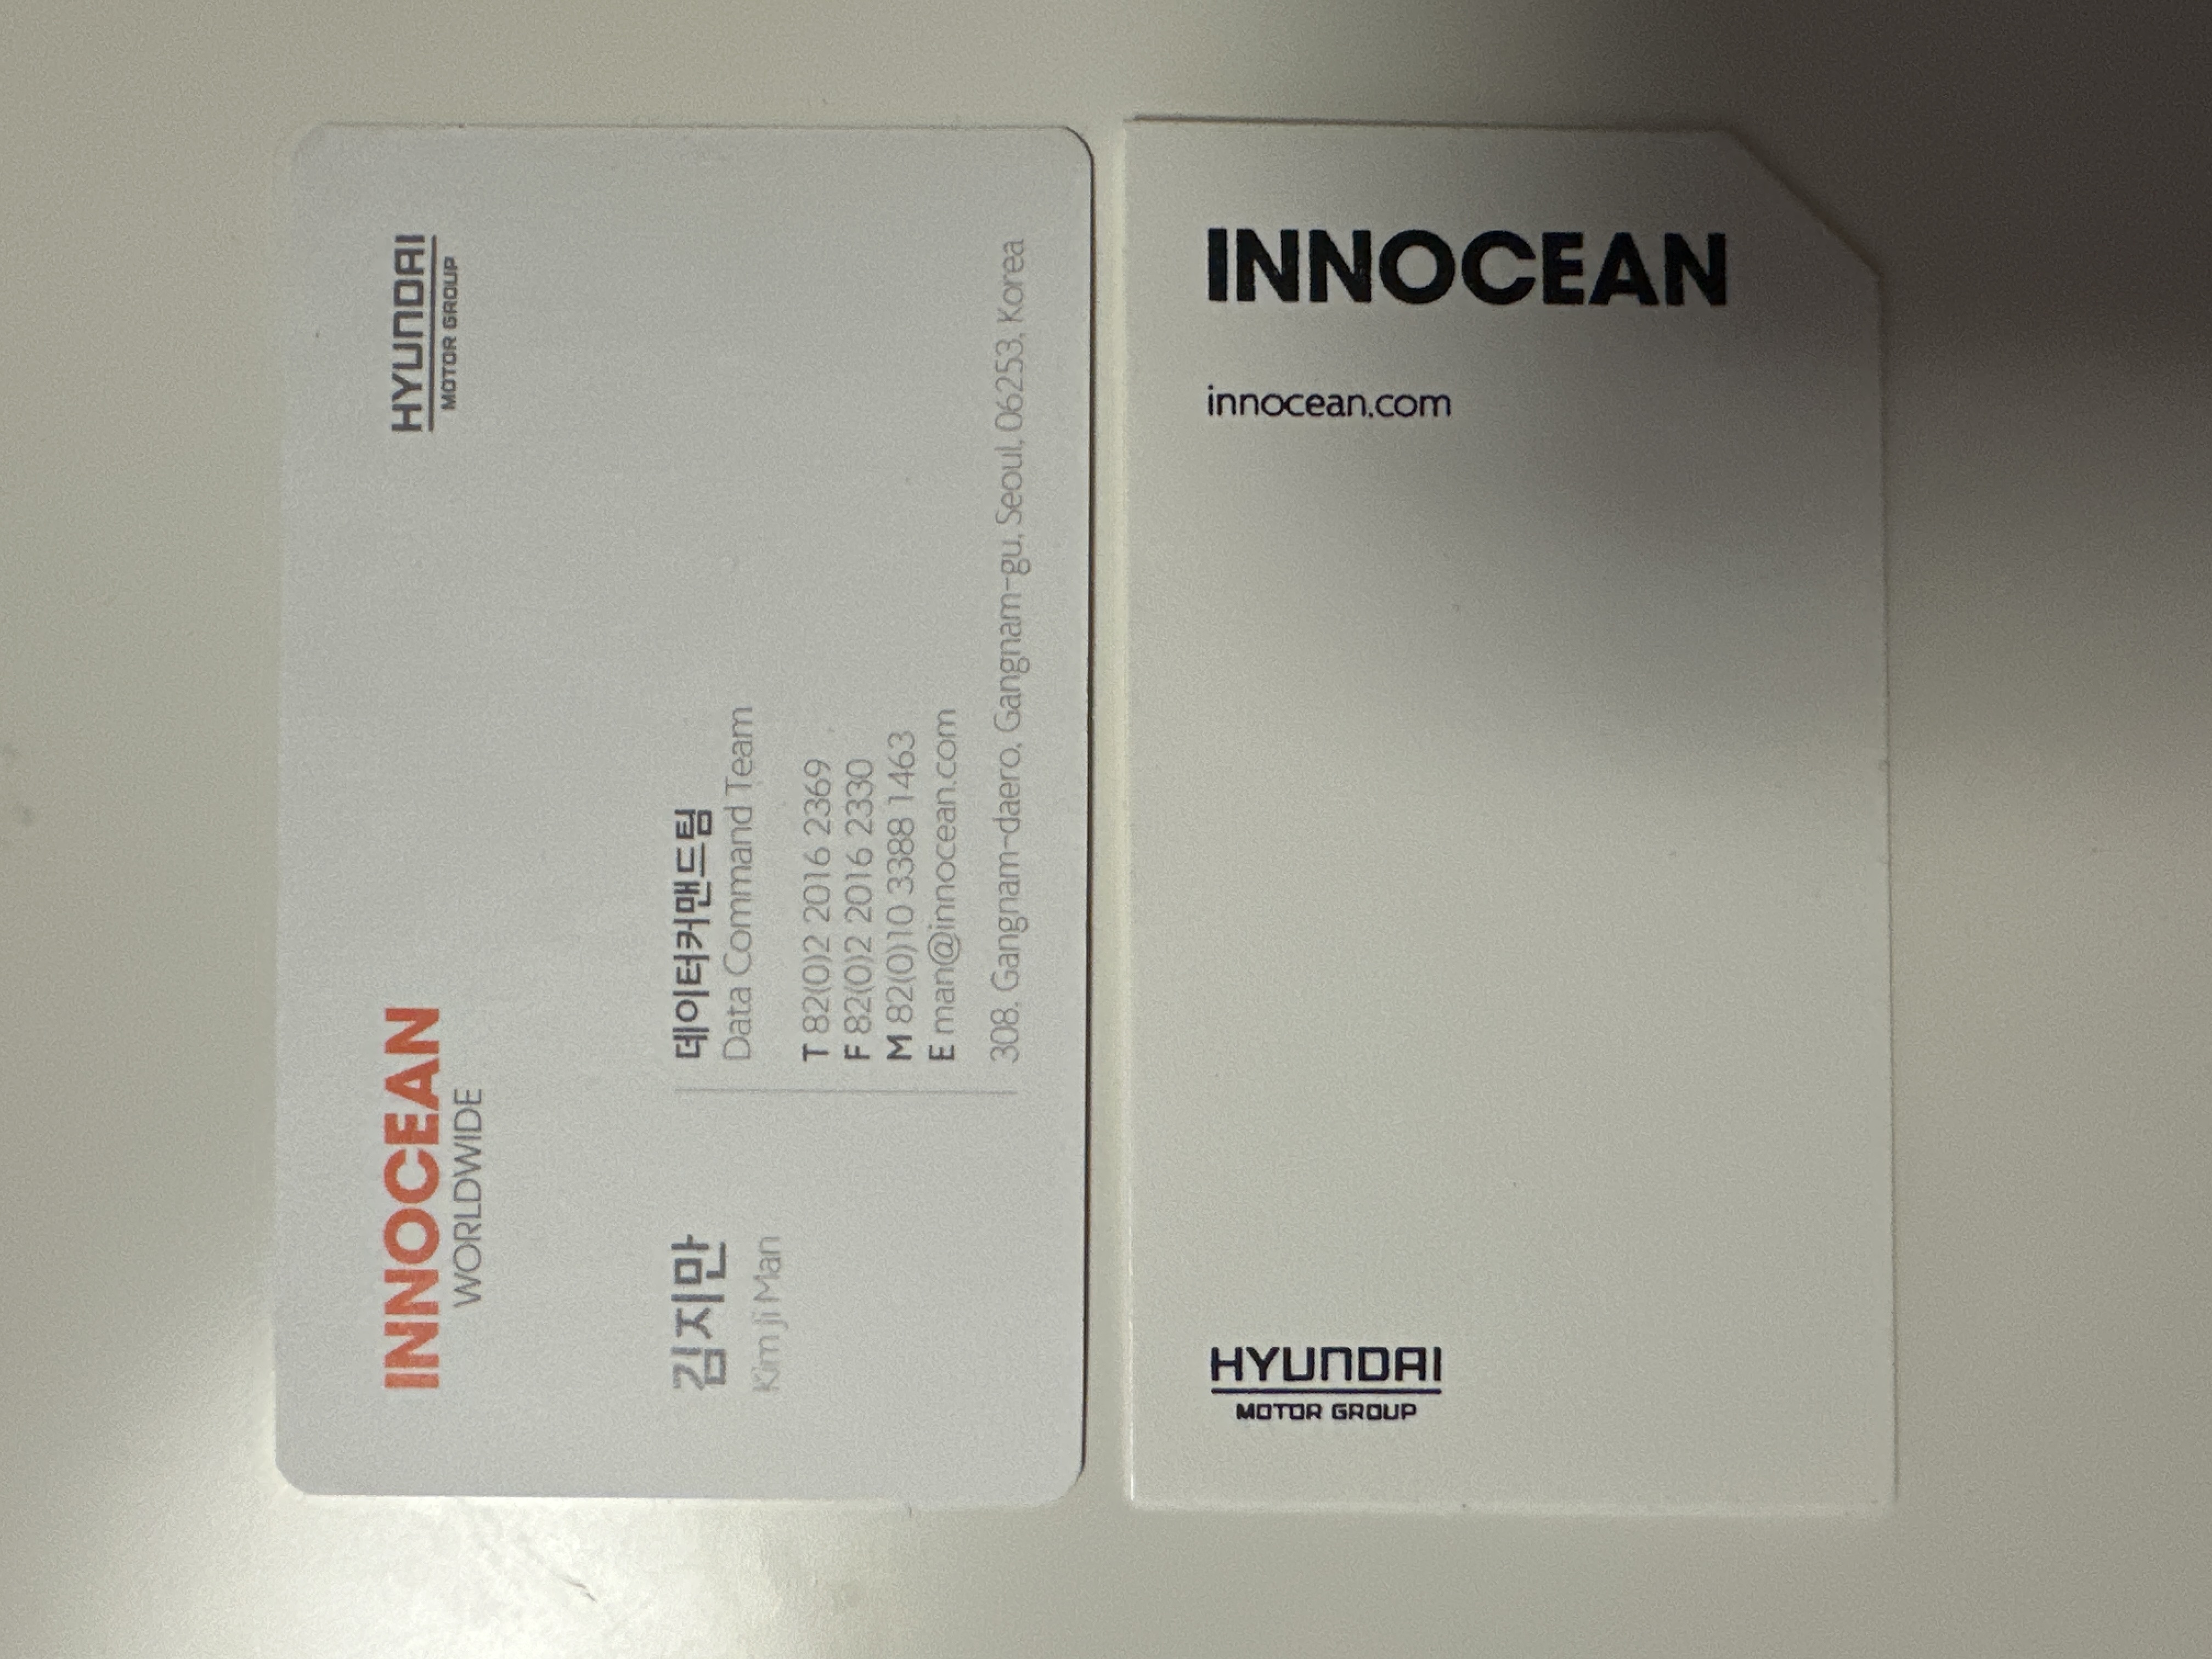 INNOCEAN
innocean.com
HYUNDAI
MOTOR GROUP
INNOCEAN
WORLDWIDE
HYUNDAI
MOTOR GROUP
김지만
Kim Ji Man
데이터커맨드팀
Data Command Team
T 82(0)2 2016 2369
F 82(0)2 2016 2330
M 82(0)10 3388 1463
E man@innocean.com
308, Gangnam-daero, Gangnam-gu, Seoul, 06253, Korea